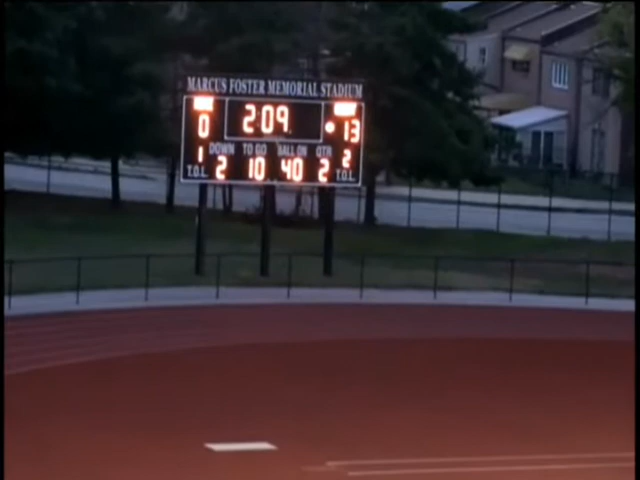 MARCUS FOSTER MEMORIAL STADIUM
0 2:09 13
DOWN TO GO BALL ON QTR
1 2 10 40 2 2
T.O.L. T.O.L.